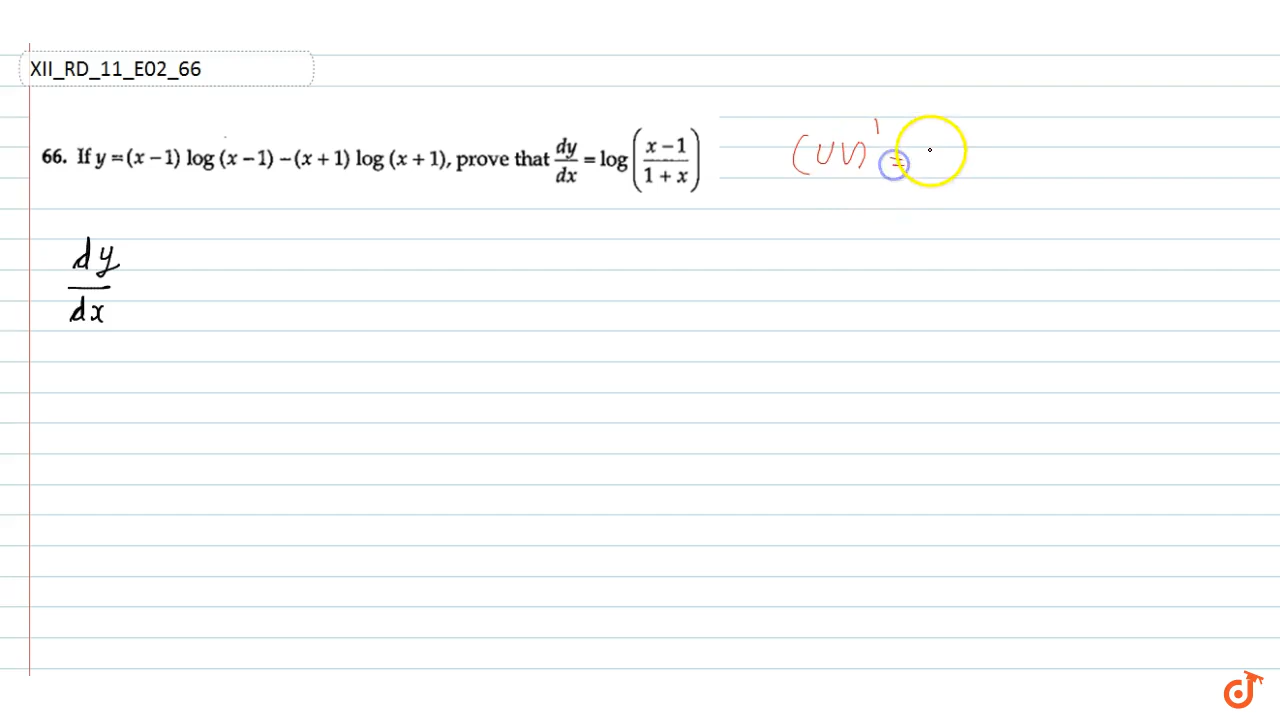 XII_RD_11_E02_66
66. If y = (x − 1) log (x − 1) − (x + 1) log (x + 1), prove that dy/dx = log((x − 1)/(1 + x))
(UV)' =
dy
dx